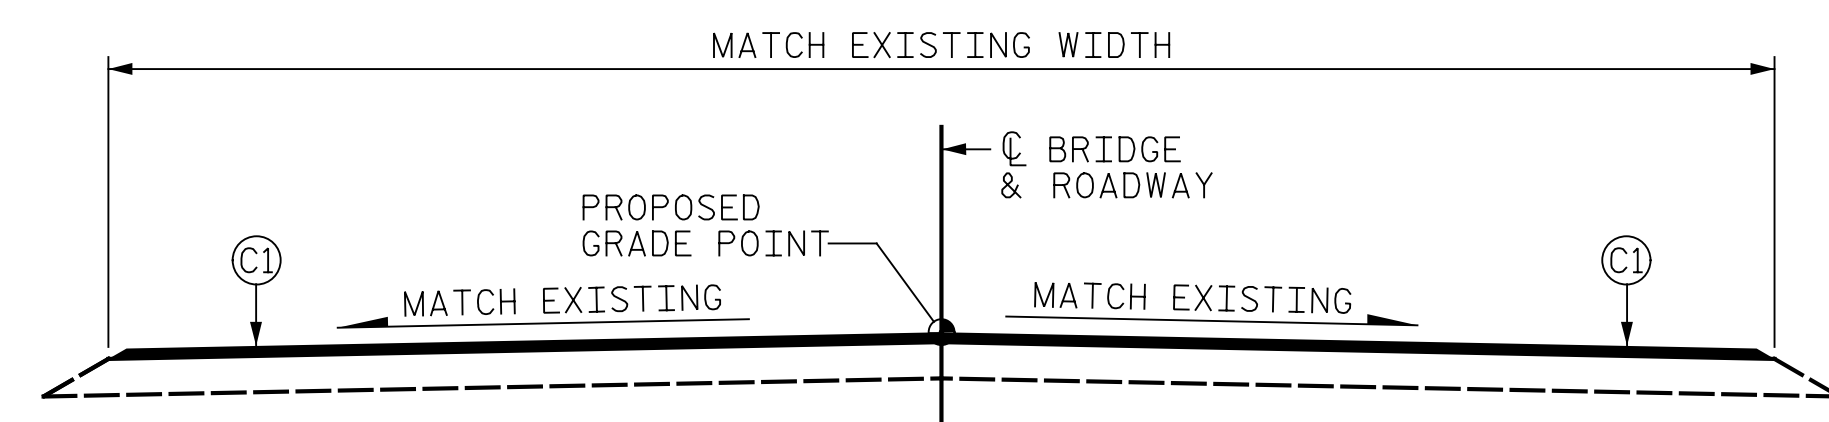 MATCH EXISTING WIDTH
℄ BRIDGE
& ROADWAY
PROPOSED
GRADE POINT
C1
C1
MATCH EXISTING
MATCH EXISTING